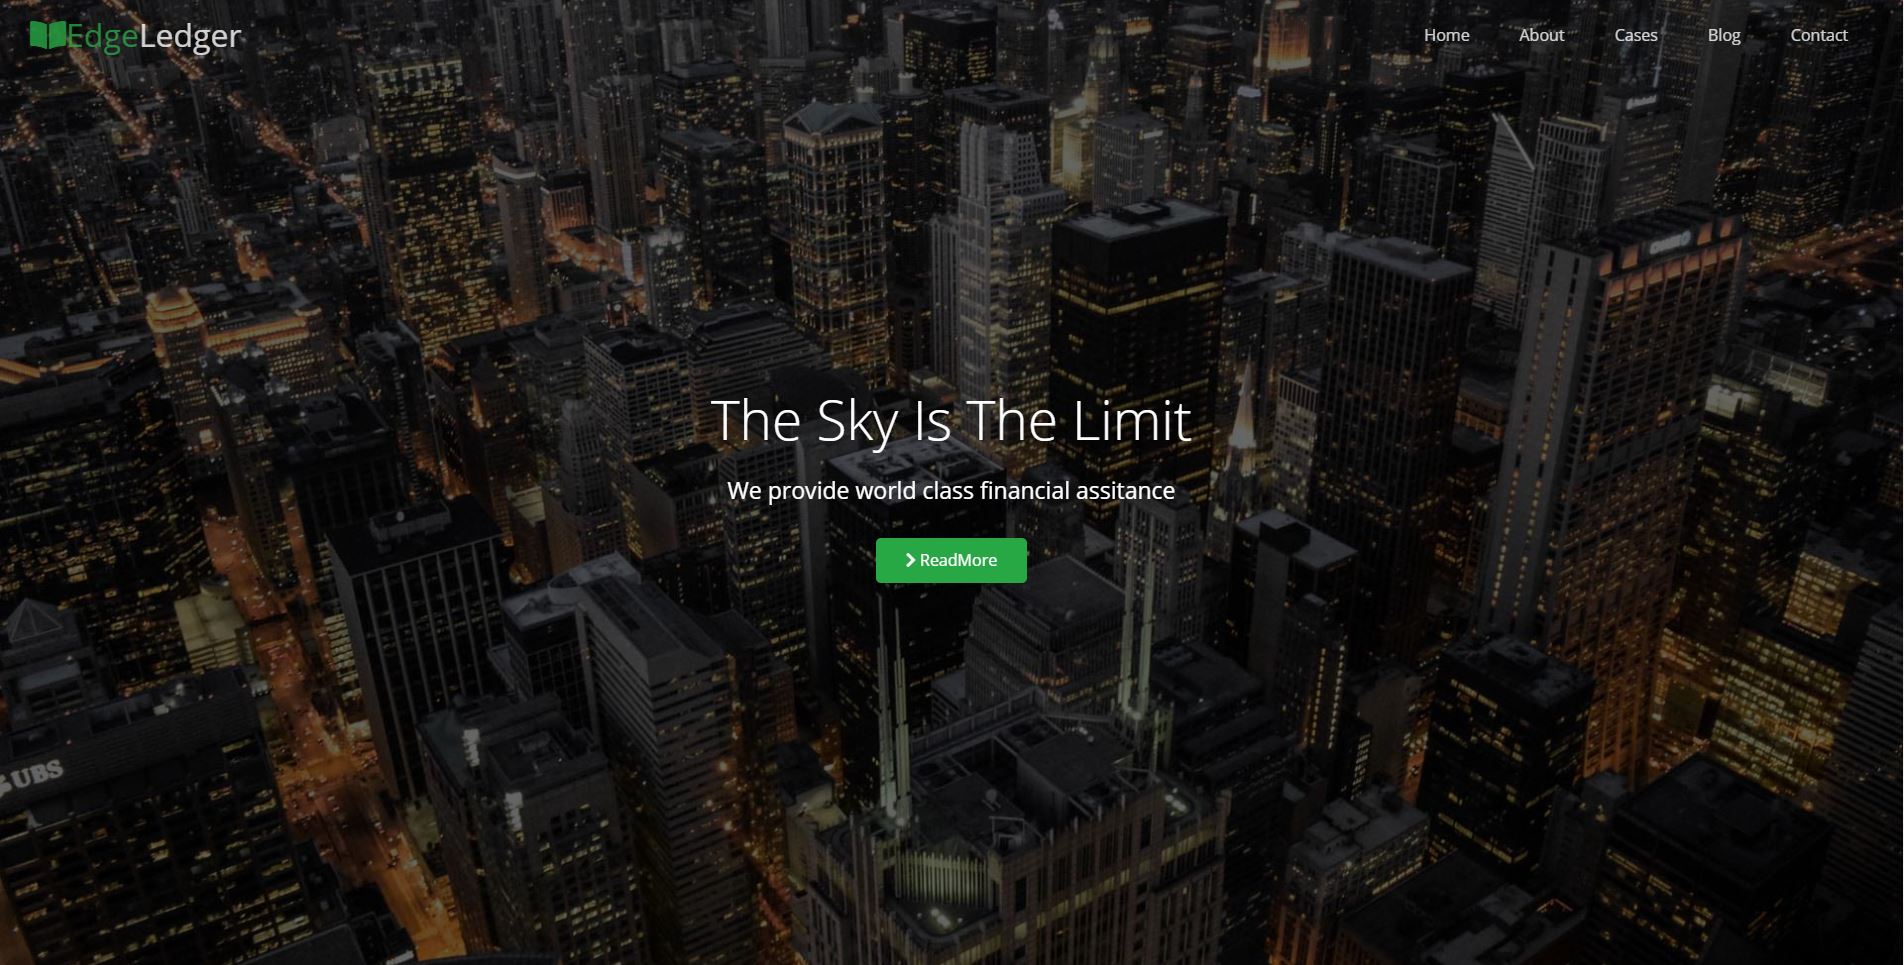 EdgeLedger
Home
About
Cases
Blog
Contact
The Sky Is The Limit
We provide world class financial assitance
ReadMore
UBS